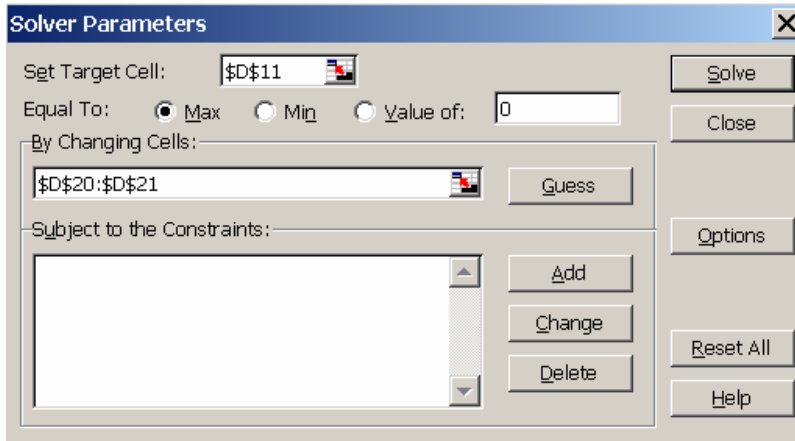 Solver Parameters
Set Target Cell: $D$11 Solve
Equal To: Max Min Value of: 0 Close
By Changing Cells:
$D$20:$D$21 Guess
Subject to the Constraints: Options
Add
Change
Reset All
Delete
Help